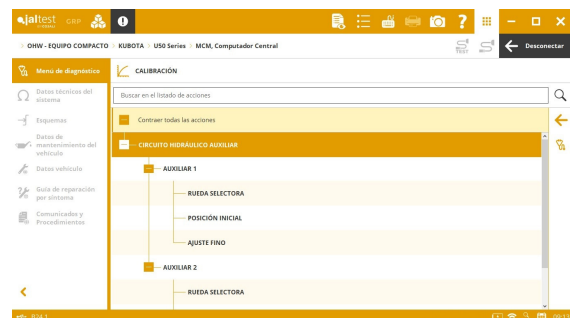 jaltest GRP
OHW - EQUIPO COMPACTO > KUBOTA > U50 Series > MCM, Computador Central
TEST
Desconectar
Menú de diagnóstico
CALIBRACIÓN
Datos técnicos del
sistema
Buscar en el listado de acciones
Esquemas
Contraer todas las acciones
Datos de
mantenimiento del
vehículo
CIRCUITO HIDRÁULICO AUXILIAR
Datos vehículo
AUXILIAR 1
Guía de reparación
por síntoma
RUEDA SELECTORA
Comunicados y
Procedimientos
POSICIÓN INICIAL
AJUSTE FINO
AUXILIAR 2
RUEDA SELECTORA